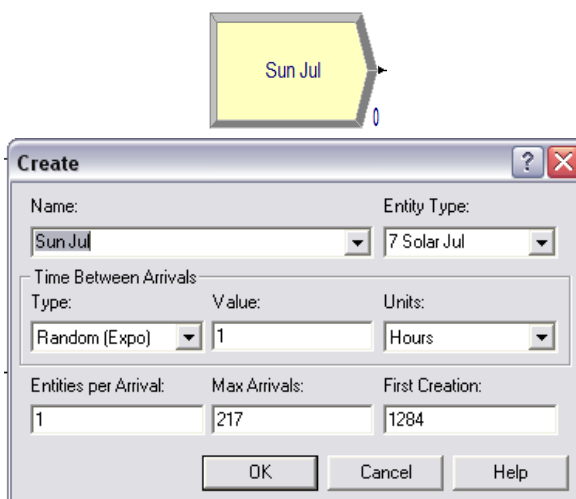 Sun Jul
0
Create
Name: Entity Type:
Sun Jul 7 Solar Jul
Time Between Arrivals
Type: Value: Units:
Random (Expo) 1 Hours
Entities per Arrival: Max Arrivals: First Creation:
1 217 1284
OK Cancel Help